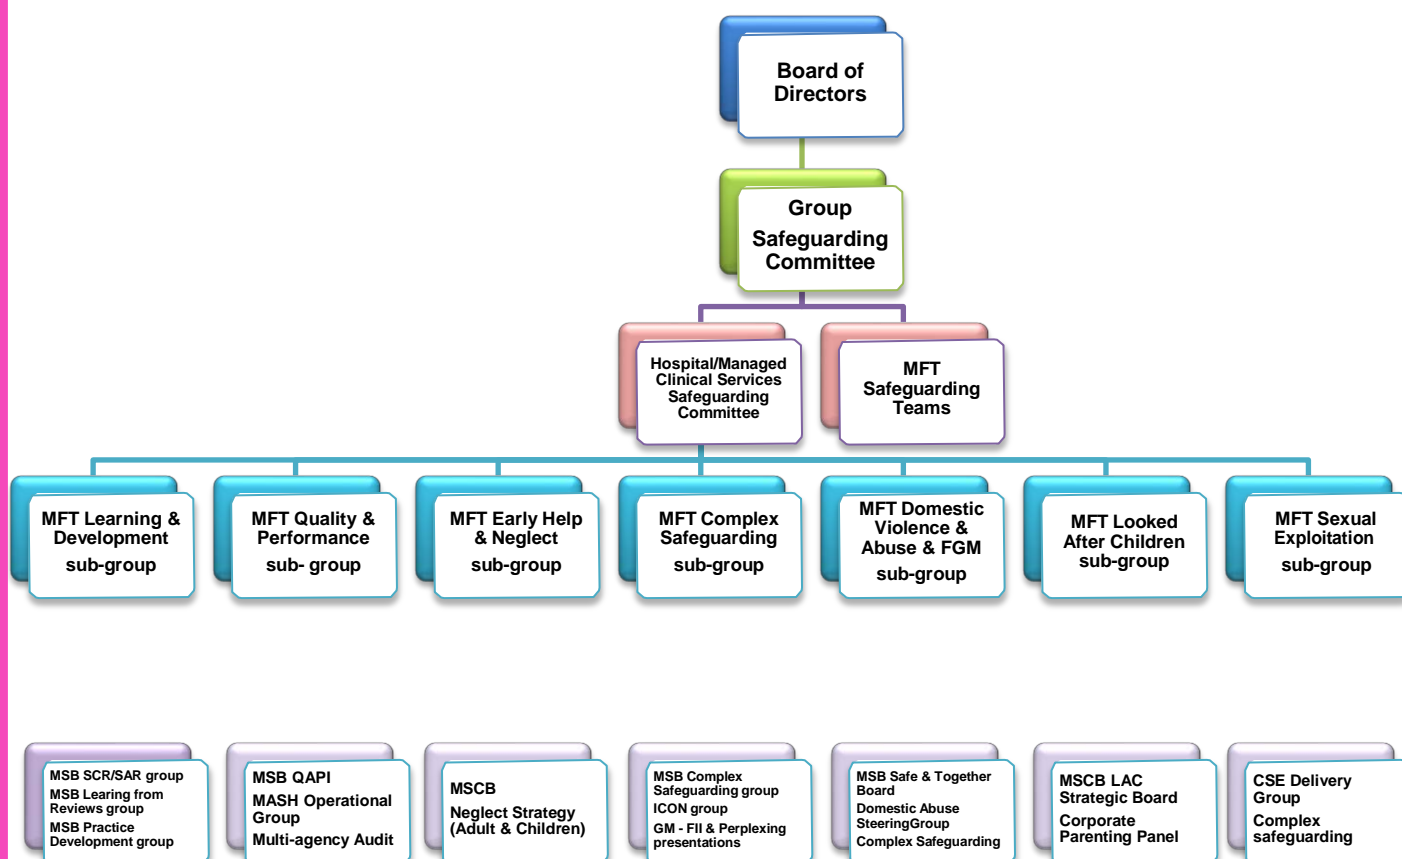 Board of
Directors
Group
Safeguarding
Committee
Hospital/Managed
Clinical Services
Safeguarding
Committee
MFT
Safeguarding
Teams
MFT Learning &
Development
sub-group
MFT Quality &
Performance
sub- group
MFT Early Help
& Neglect
sub-group
MFT Complex
Safeguarding
sub-group
MFT Domestic
Violence &
Abuse & FGM
sub-group
MFT Looked
After Children
sub-group
MFT Sexual
Exploitation
sub-group
MSB SCR/SAR group
MSB Learing from
Reviews group
MSB Practice
Development group
MSB QAPI
MASH Operational
Group
Multi-agency Audit
MSCB
Neglect Strategy
(Adult & Children)
MSB Complex
Safeguarding group
ICON group
GM - FII & Perplexing
presentations
MSB Safe & Together
Board
Domestic Abuse
SteeringGroup
Complex Safeguarding
MSCB LAC
Strategic Board
Corporate
Parenting Panel
CSE Delivery
Group
Complex
safeguarding